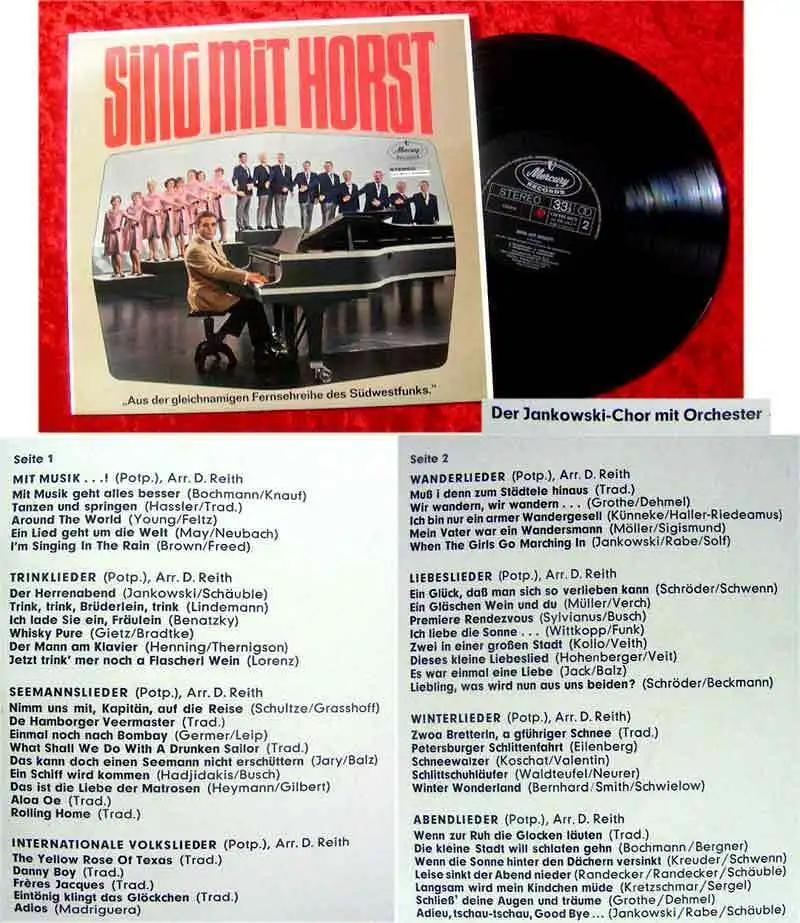 SING MIT HORST
Mercury
RECORDS
STEREO
„Aus der gleichnamigen Fernsehreihe des Südwestfunks."
Mercury
RECORDS
STEREO
33⅓
2
Der Jankowski-Chor mit Orchester
Seite 1
MIT MUSIK . . .! (Potp.), Arr. D. Reith
Mit Musik geht alles besser (Bochmann/Knauf)
Tanzen und springen (Hassler/Trad.)
Around The World (Young/Feltz)
Ein Lied geht um die Welt (May/Neubach)
I'm Singing In The Rain (Brown/Freed)
TRINKLIEDER (Potp.), Arr. D. Reith
Der Herrenabend (Jankowski/Schäuble)
Trink, trink, Brüderlein, trink (Lindemann)
Ich lade Sie ein, Fräulein (Benatzky)
Whisky Pure (Gietz/Bradtke)
Der Mann am Klavier (Henning/Thernigson)
Jetzt trink' mer noch a Flascherl Wein (Lorenz)
SEEMANNSLIEDER (Potp.), Arr. D. Reith
Nimm uns mit, Kapitän, auf die Reise (Schultze/Grasshoff)
De Hamborger Veermaster (Trad.)
Einmal noch nach Bombay (Germer/Leip)
What Shall We Do With A Drunken Sailor (Trad.)
Das kann doch einen Seemann nicht erschüttern (Jary/Balz)
Ein Schiff wird kommen (Hadjidakis/Busch)
Das ist die Liebe der Matrosen (Heymann/Gilbert)
Aloa Oe (Trad.)
Rolling Home (Trad.)
INTERNATIONALE VOLKSLIEDER (Potp.), Arr. D. Reith
The Yellow Rose Of Texas (Trad.)
Danny Boy (Trad.)
Frères Jacques (Trad.)
Eintönig klingt das Glöckchen (Trad.)
Adios (Madriguera)
Seite 2
WANDERLIEDER (Potp.), Arr. D. Reith
Muß i denn zum Städtele hinaus (Trad.)
Wir wandern, wir wandern . . . (Grothe/Dehmel)
Ich bin nur ein armer Wandergesell (Künneke/Haller-Riedeamus)
Mein Vater war ein Wandersmann (Möller/Sigismund)
When The Girls Go Marching In (Jankowski/Rabe/Solf)
LIEBESLIEDER (Potp.), Arr. D. Reith
Ein Glück, daß man sich so verlieben kann (Schröder/Schwenn)
Ein Gläschen Wein und du (Müller/Verch)
Premiere Rendezvous (Sylvianus/Busch)
Ich liebe die Sonne . . . (Wittkopp/Funk)
Zwei in einer großen Stadt (Kollo/Veith)
Dieses kleine Liebeslied (Hohenberger/Veit)
Es war einmal eine Liebe (Jack/Balz)
Liebling, was wird nun aus uns beiden? (Schröder/Beckmann)
WINTERLIEDER (Potp.), Arr. D. Reith)
Zwoa Bretterln, a gführiger Schnee (Trad.)
Petersburger Schlittenfahrt (Eilenberg)
Schneewalzer (Koschat/Valentin)
Schlittschuhläufer (Waldteufel/Neurer)
Winter Wonderland (Bernhard/Smith/Schwielow)
ABENDLIEDER (Potp.), Arr. D. Reith
Wenn zur Ruh die Glocken läuten (Trad.)
Die kleine Stadt will schlafen gehn (Bochmann/Bergner)
Wenn die Sonne hinter den Dächern versinkt (Kreuder/Schwenn)
Leise sinkt der Abend nieder (Randecker/Randecker/Schäuble)
Langsam wird mein Kindchen müde (Kretzschmar/Sergel)
Schließ' deine Augen und träume (Grothe/Dehmel)
Adieu, tschau-tschau, Good Bye ... (Jankowski/Rabe/Schäuble)